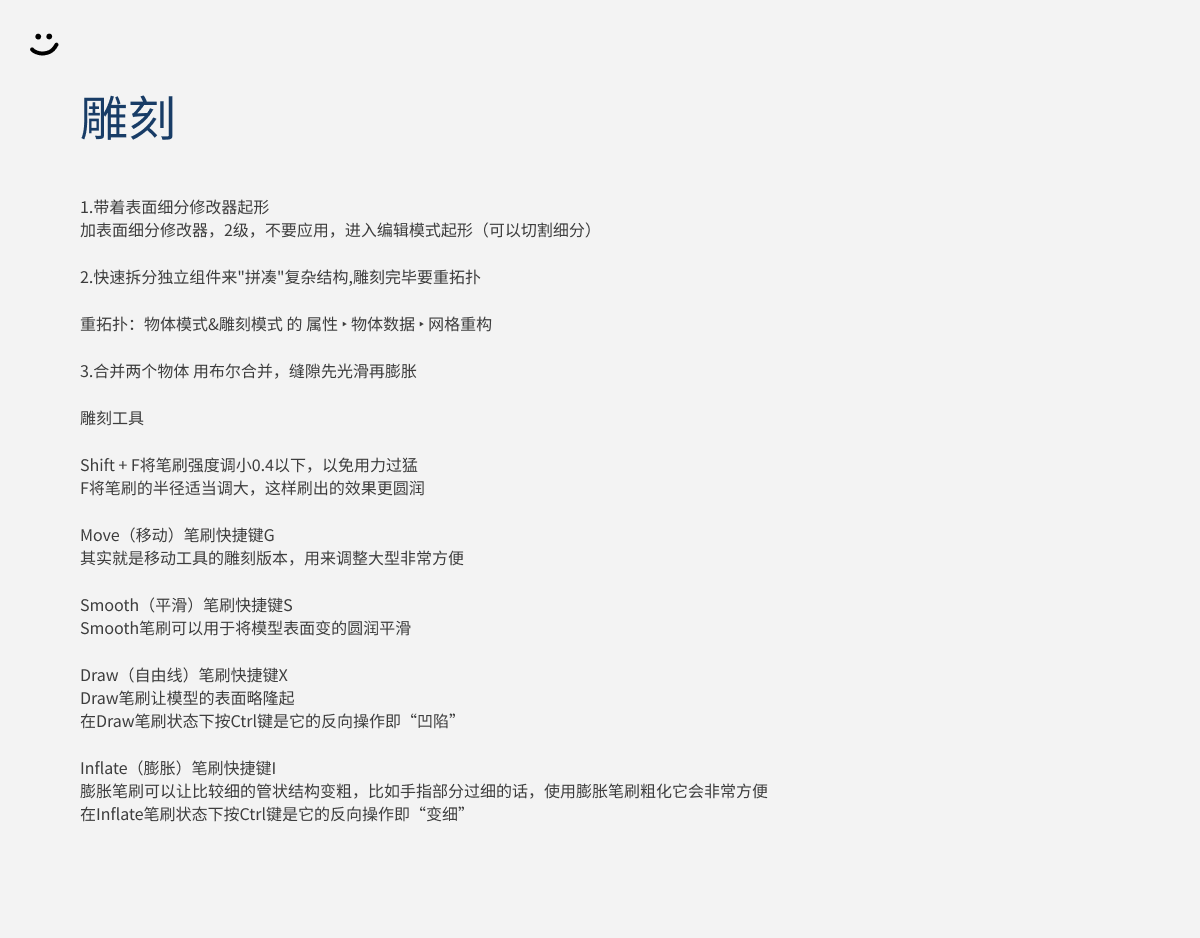 雕刻
1.带着表面细分修改器起形
加表面细分修改器，2级，不要应用，进入编辑模式起形（可以切割细分）
2.快速拆分独立组件来"拼凑"复杂结构,雕刻完毕要重拓扑
重拓扑：物体模式&雕刻模式 的 属性 ‣ 物体数据 ‣ 网格重构
3.合并两个物体 用布尔合并，缝隙先光滑再膨胀
雕刻工具
Shift + F将笔刷强度调小0.4以下，以免用力过猛
F将笔刷的半径适当调大，这样刷出的效果更圆润
Move（移动）笔刷快捷键G
其实就是移动工具的雕刻版本，用来调整大型非常方便
Smooth（平滑）笔刷快捷键S
Smooth笔刷可以用于将模型表面变的圆润平滑
Draw（自由线）笔刷快捷键X
Draw笔刷让模型的表面略隆起
在Draw笔刷状态下按Ctrl键是它的反向操作即“凹陷”
Inflate（膨胀）笔刷快捷键I
膨胀笔刷可以让比较细的管状结构变粗，比如手指部分过细的话，使用膨胀笔刷粗化它会非常方便
在Inflate笔刷状态下按Ctrl键是它的反向操作即“变细”